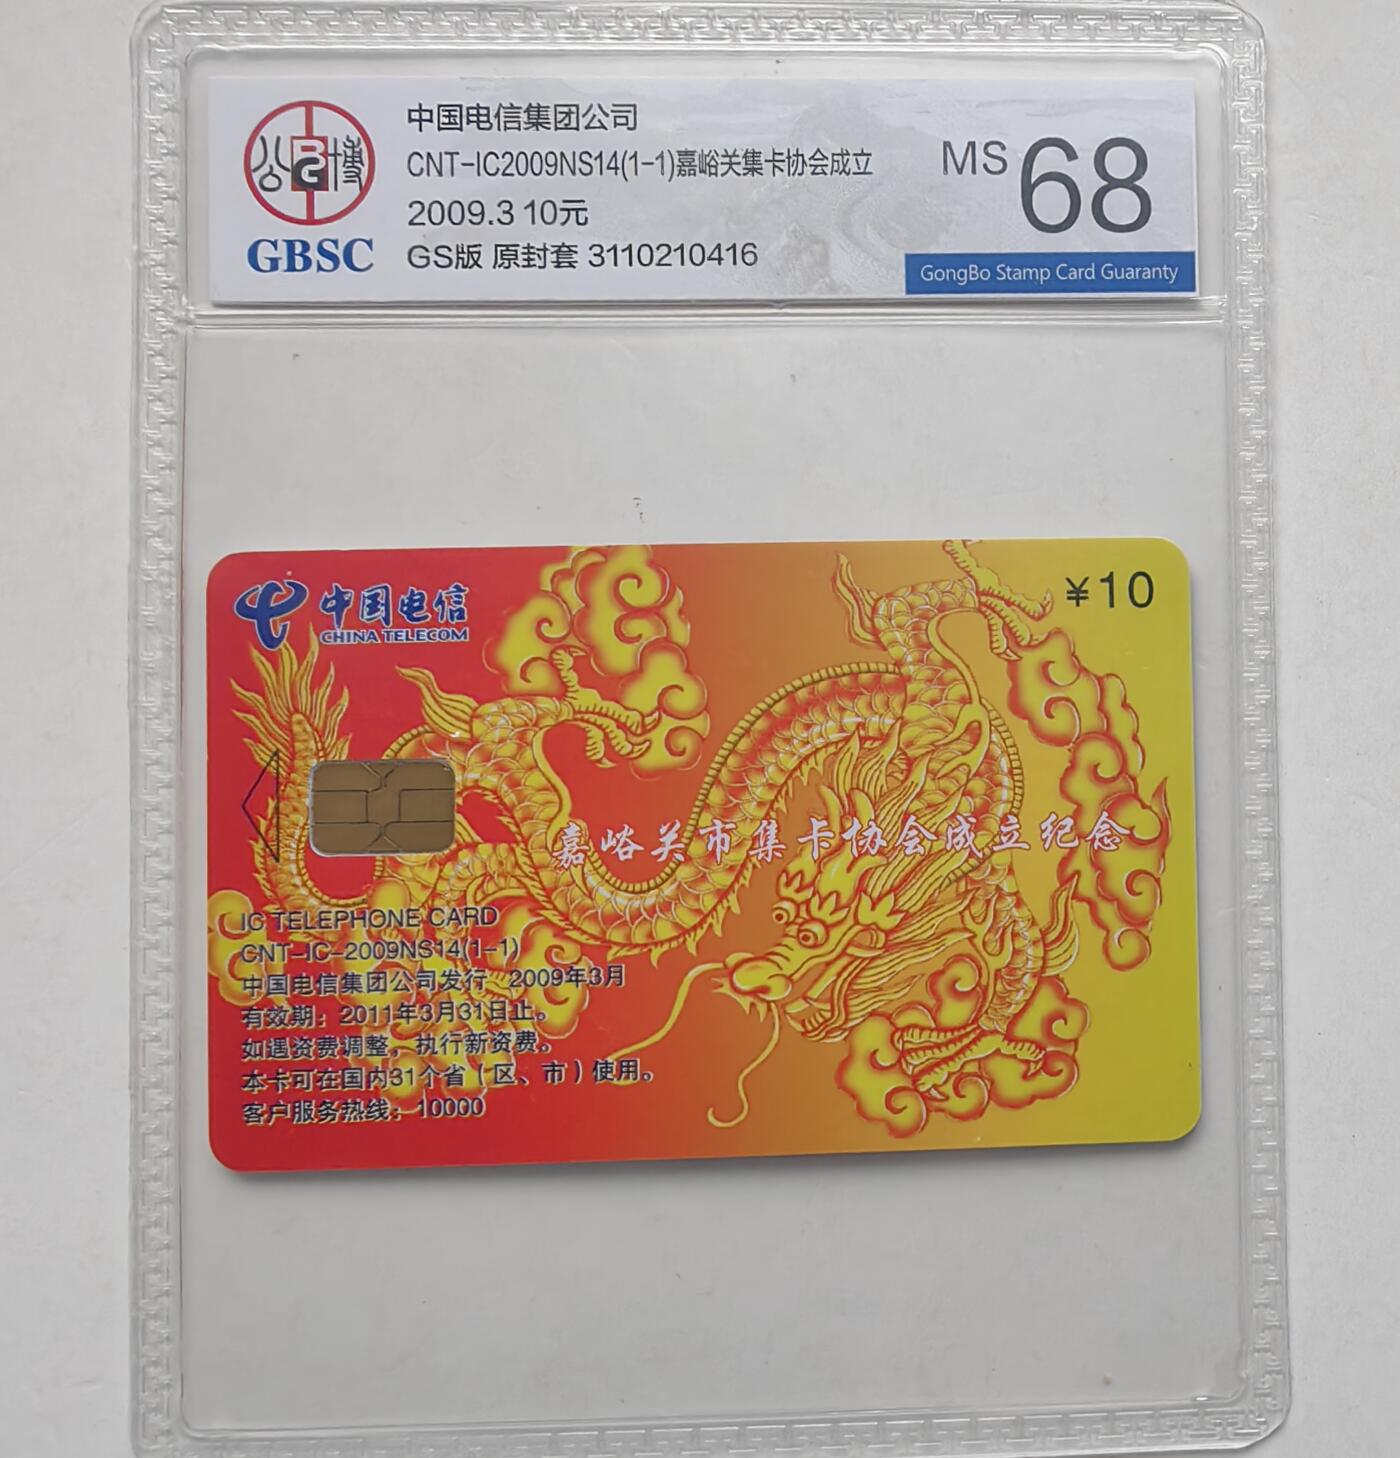 公博
BG
GBSC
中国电信集团公司
CNT-IC2009NS14(1-1)嘉峪关集卡协会成立
2009.3 10元
GS版 原封套 3110210416
MS 68
GongBo Stamp Card Guaranty
中国电信
CHINA TELECOM
¥10
嘉峪关市集卡协会成立纪念
IC TELEPHONE CARD
CNT-IC-2009NS14(1-1)
中国电信集团公司发行 2009年3月
有效期：2011年3月31日止。
如遇资费调整，执行新资费。
本卡可在国内31个省（区、市）使用。
客户服务热线：10000